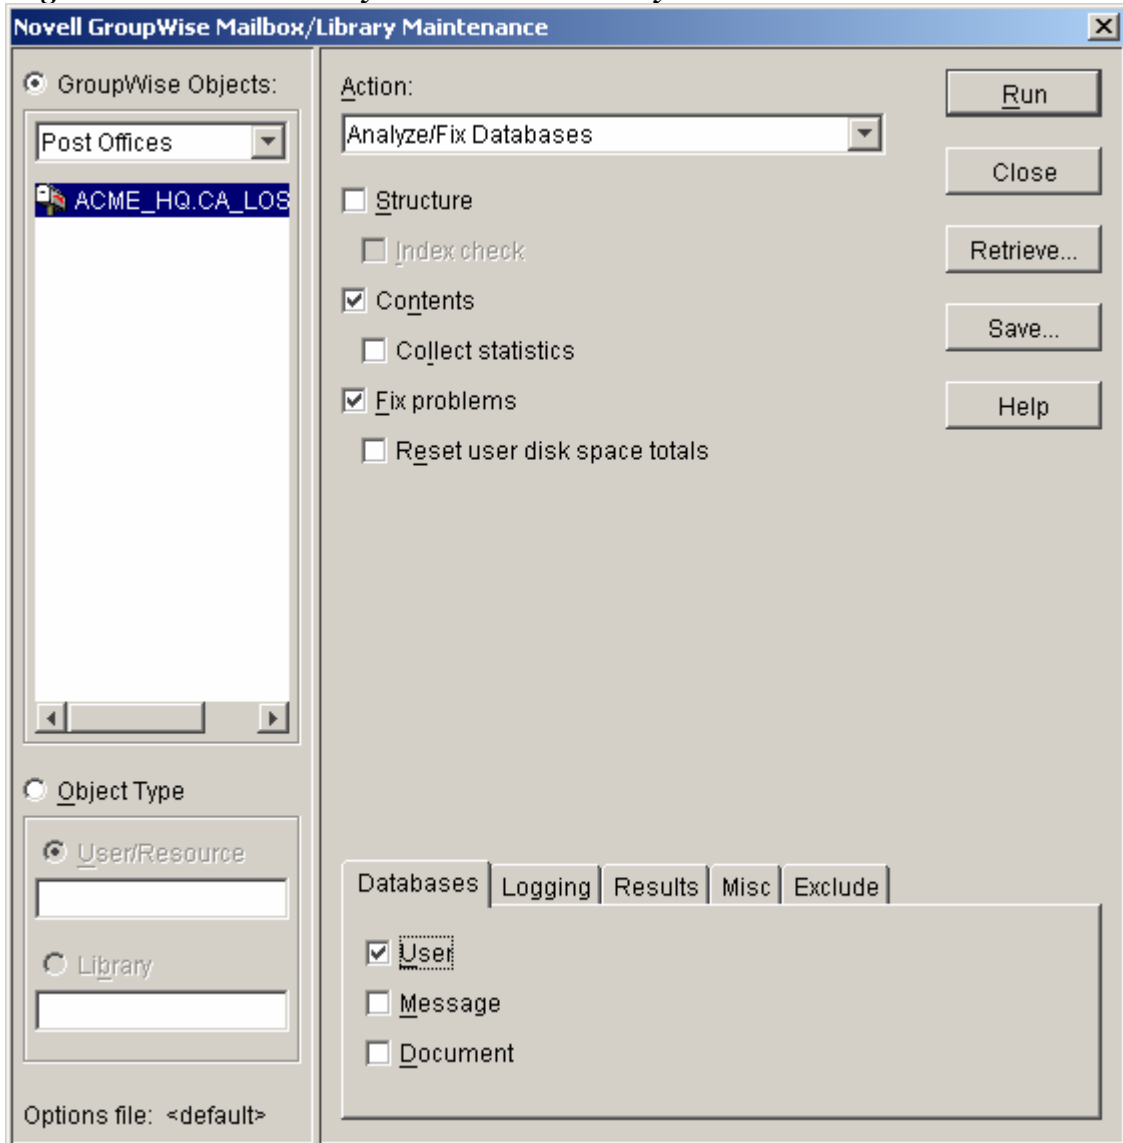 Novell GroupWise Mailbox/Library Maintenance
GroupWise Objects:
Post Offices
ACME_HQ.CA_LOS
Object Type
User/Resource
Library
Options file: <default>
Action:
Analyze/Fix Databases
Structure
Index check
Contents
Collect statistics
Fix problems
Reset user disk space totals
Run
Close
Retrieve...
Save...
Help
Databases Logging Results Misc Exclude
User
Message
Document